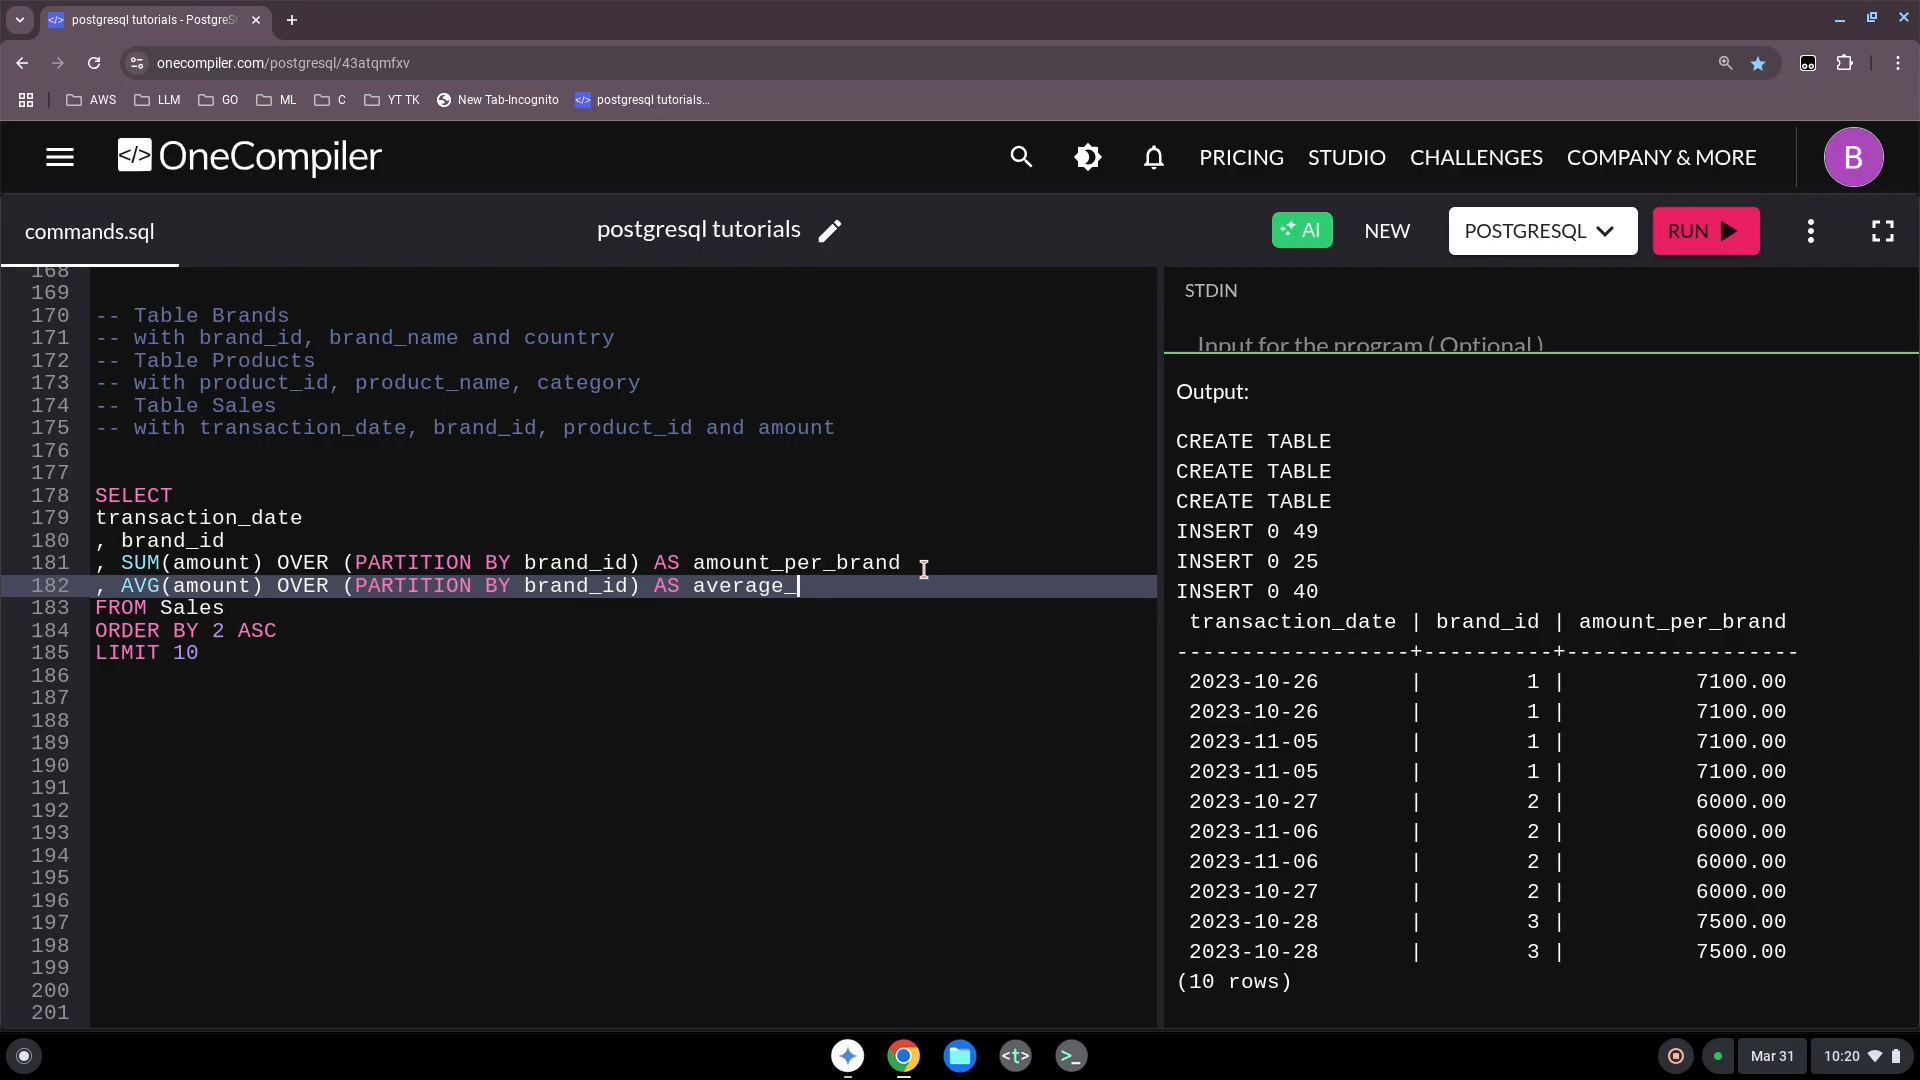 postgresql tutorials - PostgreS
onecompiler.com/postgresql/43atqmfxv
AWS LLM GO ML C YT TK New Tab-Incognito postgresql tutorials...
</> OneCompiler PRICING STUDIO CHALLENGES COMPANY & MORE B
commands.sql postgresql tutorials AI NEW POSTGRESQL RUN
168
169
170 -- Table Brands
171 -- with brand_id, brand_name and country
172 -- Table Products
173 -- with product_id, product_name, category
174 -- Table Sales
175 -- with transaction_date, brand_id, product_id and amount
176
177
178 SELECT
179 transaction_date
180 , brand_id
181 , SUM(amount) OVER (PARTITION BY brand_id) AS amount_per_brand
182 , AVG(amount) OVER (PARTITION BY brand_id) AS average_
183 FROM Sales
184 ORDER BY 2 ASC
185 LIMIT 10
186
187
188
189
190
191
192
193
194
195
196
197
198
199
200
201
STDIN
Input for the program ( Optional )
Output:
CREATE TABLE
CREATE TABLE
CREATE TABLE
INSERT 0 49
INSERT 0 25
INSERT 0 40
transaction_date | brand_id | amount_per_brand
------------------+----------+------------------
2023-10-26 | 1 | 7100.00
2023-10-26 | 1 | 7100.00
2023-11-05 | 1 | 7100.00
2023-11-05 | 1 | 7100.00
2023-10-27 | 2 | 6000.00
2023-11-06 | 2 | 6000.00
2023-11-06 | 2 | 6000.00
2023-10-27 | 2 | 6000.00
2023-10-28 | 3 | 7500.00
2023-10-28 | 3 | 7500.00
(10 rows)
<t> >_ Mar 31 10:20